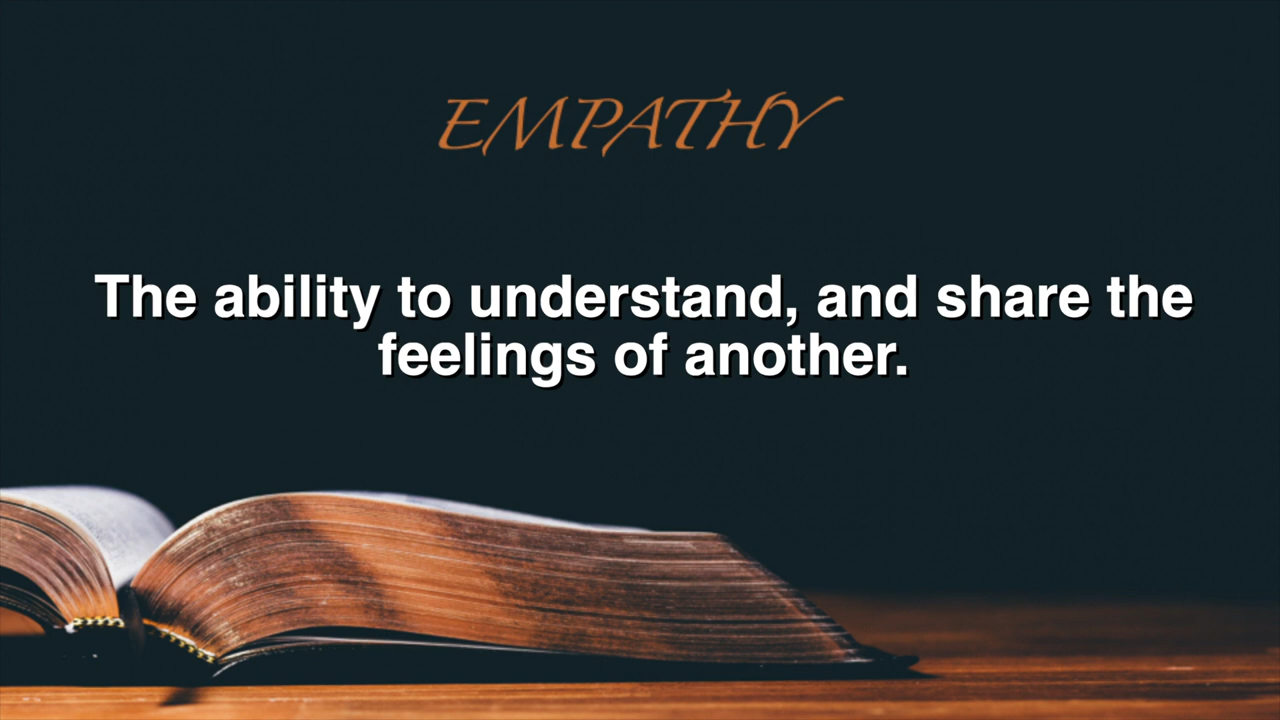 EMPATHY
The ability to understand, and share the
feelings of another.